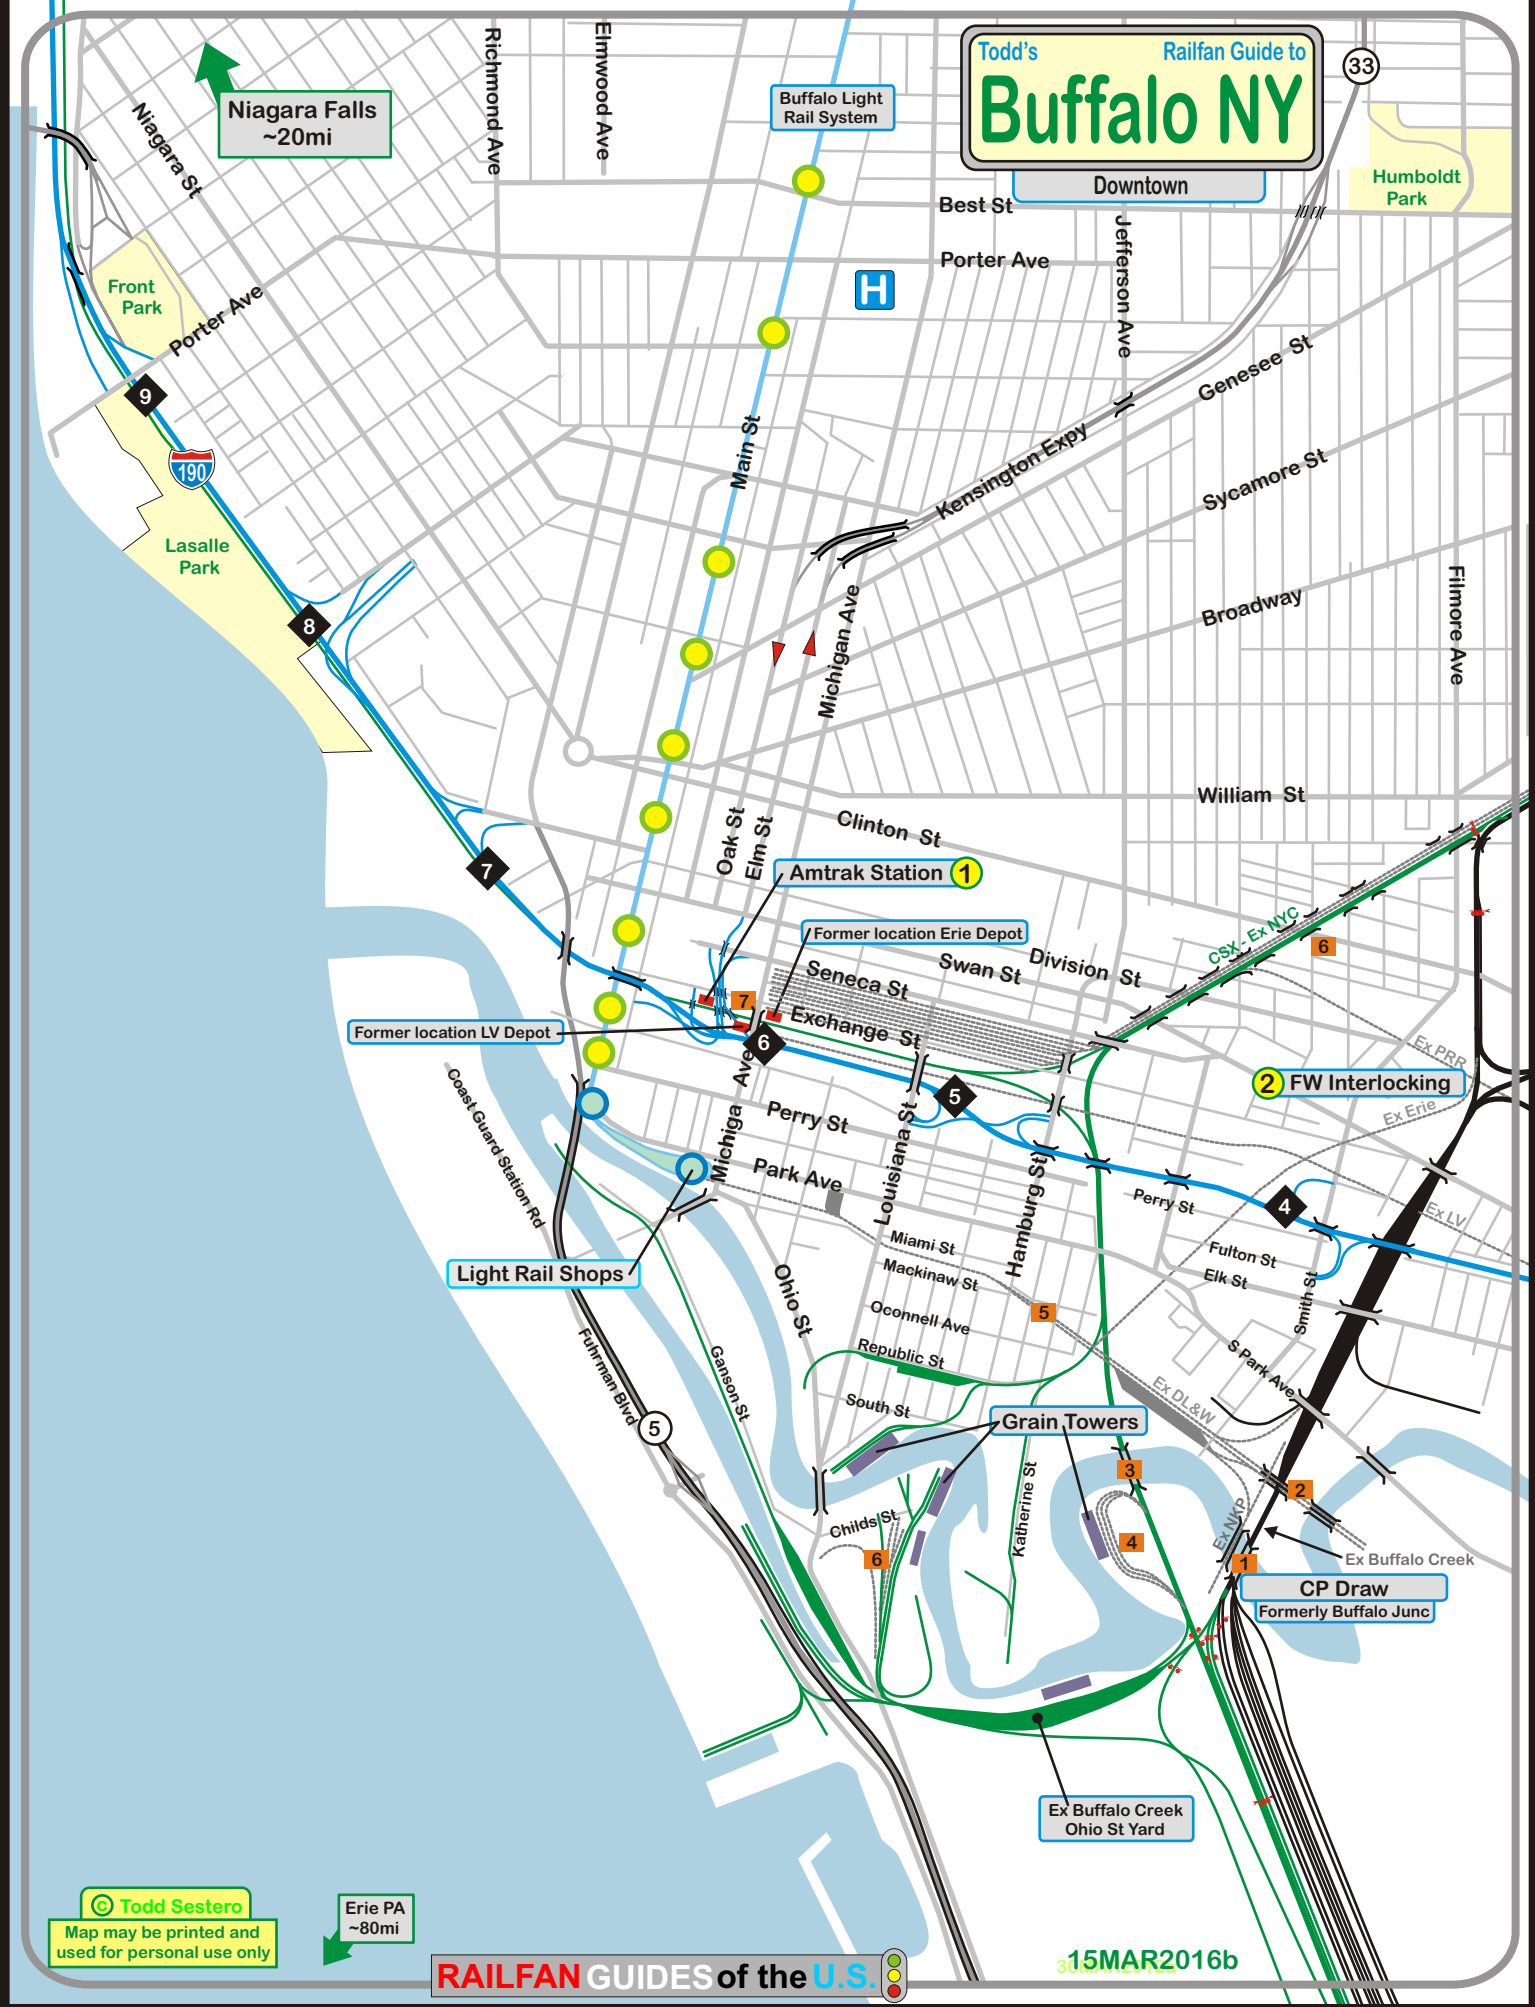 Todd's Railfan Guide to
Buffalo NY
Downtown
33
Niagara Falls
~20mi
Richmond Ave
Elmwood Ave
Niagara St
Buffalo Light
Rail System
Humboldt
Park
Best St
Porter Ave
Jefferson Ave
H
Front
Park
Porter Ave
9
190
Genesee St
Main St
Kensington Expy
Sycamore St
Lasalle
Park
8
Broadway
Filmore Ave
Michigan Ave
William St
Clinton St
Oak St
Elm St
7
Amtrak Station 1
Former location Erie Depot
CSX - Ex NYC
6
Seneca St
Swan St
Division St
7
Exchange St
Former location LV Depot
6
5
Ex PRR
2 FW Interlocking
Ex Erie
Coast Guard Station Rd
Michiga Ave
Perry St
Louisiana St
Park Ave
Hamburg St
Perry St
4
Ex LV
Miami St
Mackinaw St
Fulton St
Elk St
Smith St
Light Rail Shops
Ohio St
5
Oconnell Ave
Republic St
S Park Ave
Fuhrman Blvd
Ganson St
South St
Ex DL&W
Grain Towers
5
3
Katherine St
2
Childs St
6
4
Ex NKP
1
Ex Buffalo Creek
CP Draw
Formerly Buffalo Junc
Ex Buffalo Creek
Ohio St Yard
© Todd Sestero
Map may be printed and
used for personal use only
Erie PA
~80mi
RAILFAN GUIDES of the U.S.
15MAR2016b